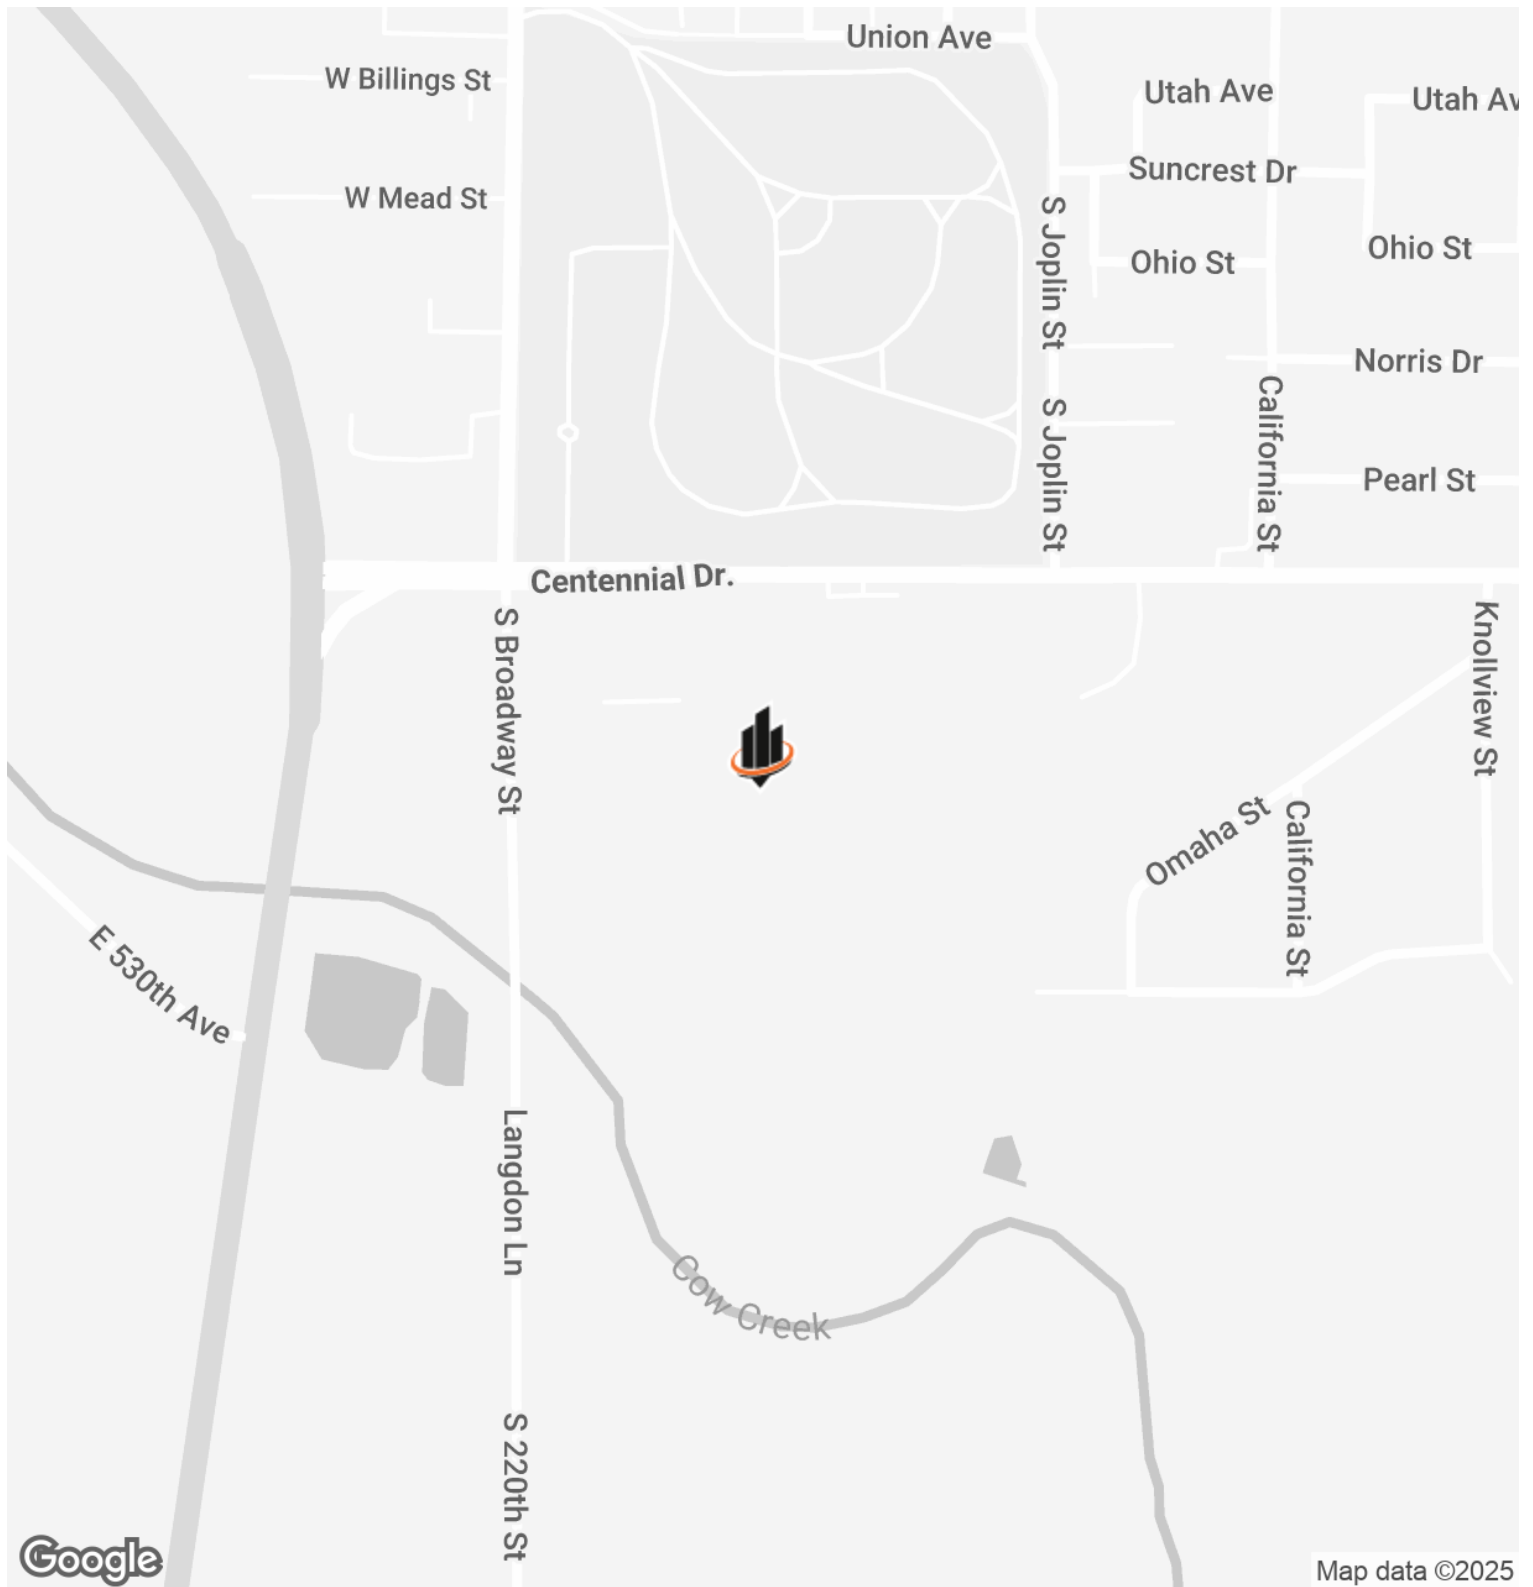 Union Ave
W Billings St
Utah Ave
Utah Av
Suncrest Dr
W Mead St
S Joplin St
Ohio St
Ohio St
Norris Dr
California St
S Joplin St
Pearl St
Centennial Dr.
S Broadway St
Knollview St
Omaha St
California St
E 530th Ave
Langdon Ln
Cow Creek
S 220th St
Google
Map data ©2025